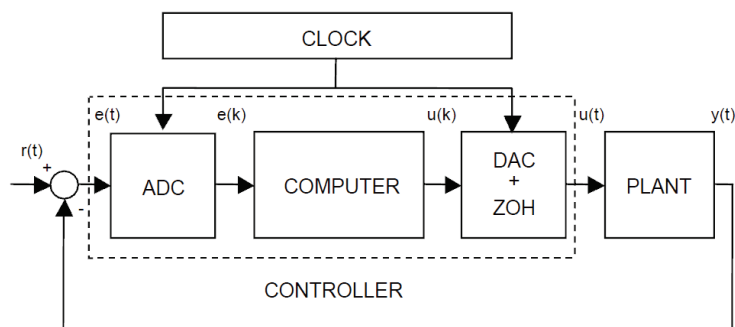 CLOCK
e(t)
e(k)
u(k)
u(t)
y(t)
r(t)
+
-
ADC
COMPUTER
DAC
+
ZOH
PLANT
CONTROLLER